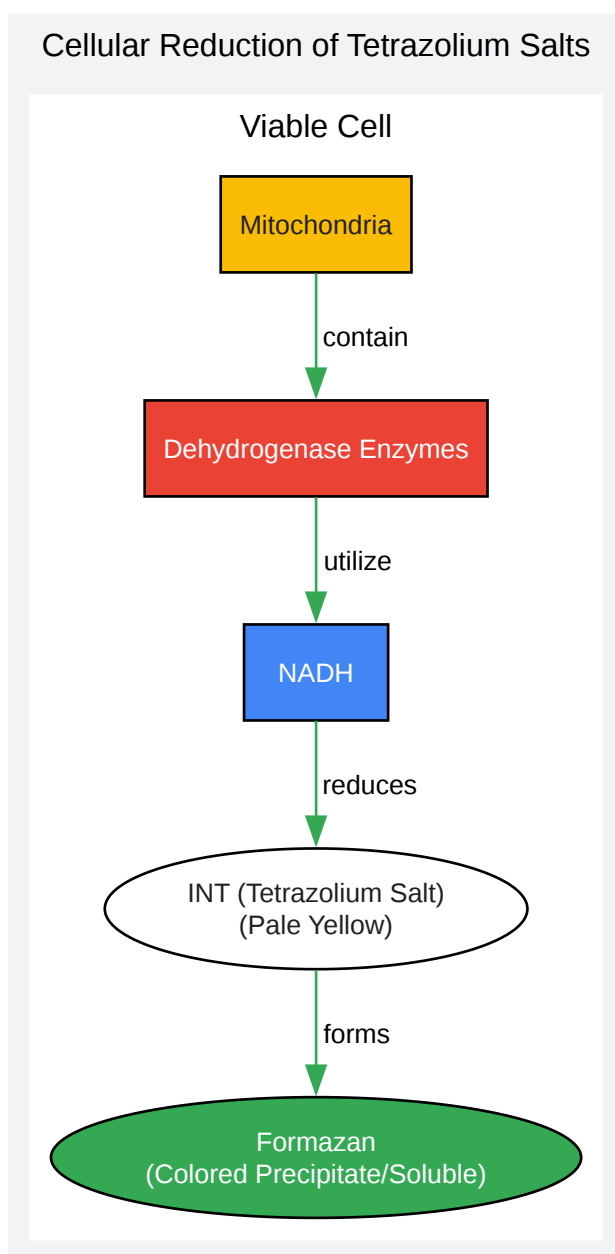 Cellular Reduction of Tetrazolium Salts
Viable Cell
Mitochondria
contain
Dehydrogenase Enzymes
utilize
NADH
reduces
INT (Tetrazolium Salt)
(Pale Yellow)
forms
Formazan
(Colored Precipitate/Soluble)